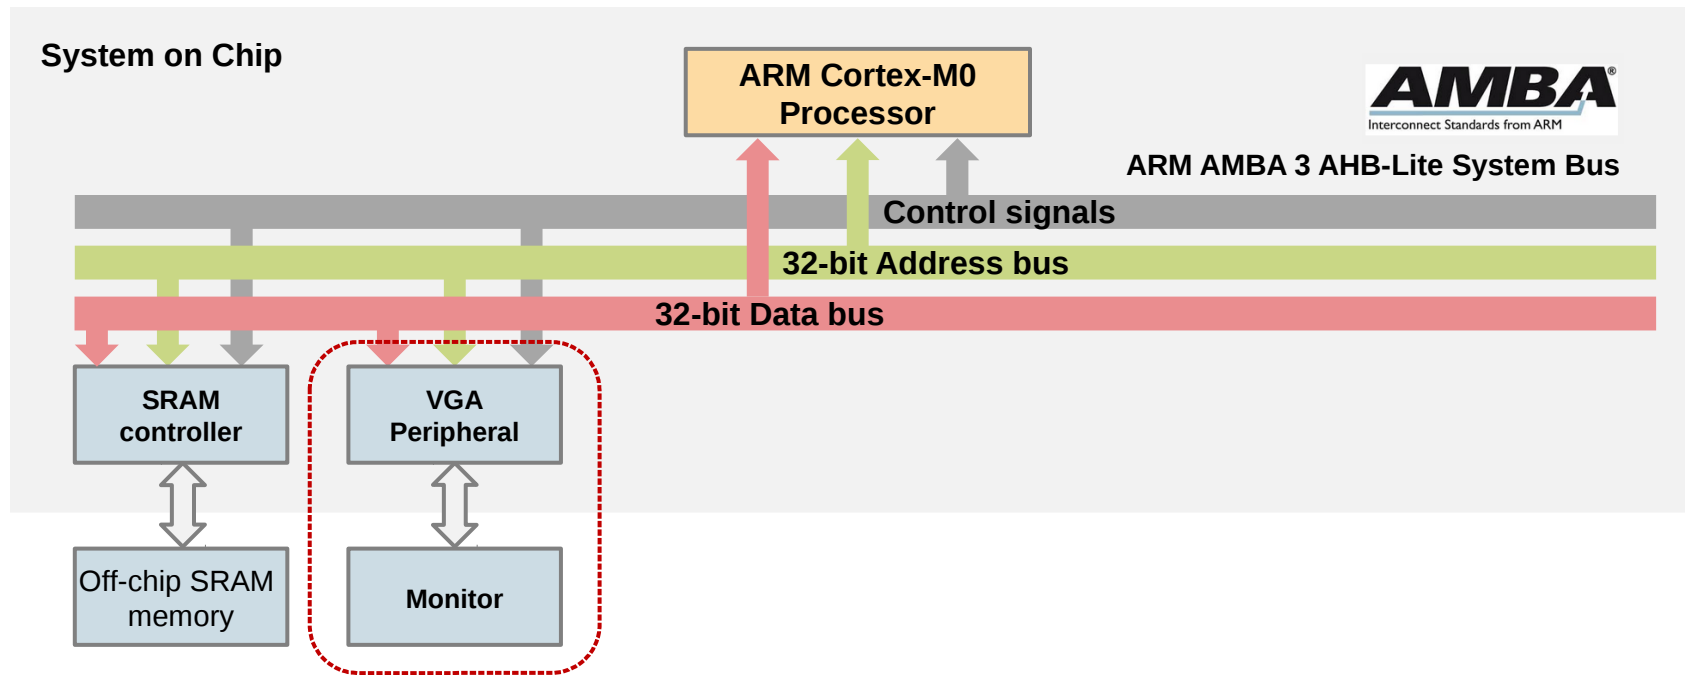 System on Chip
ARM Cortex-M0
Processor
AMBA®
Interconnect Standards from ARM
ARM AMBA 3 AHB-Lite System Bus
Control signals
32-bit Address bus
32-bit Data bus
SRAM
controller
VGA
Peripheral
Off-chip SRAM
memory
Monitor